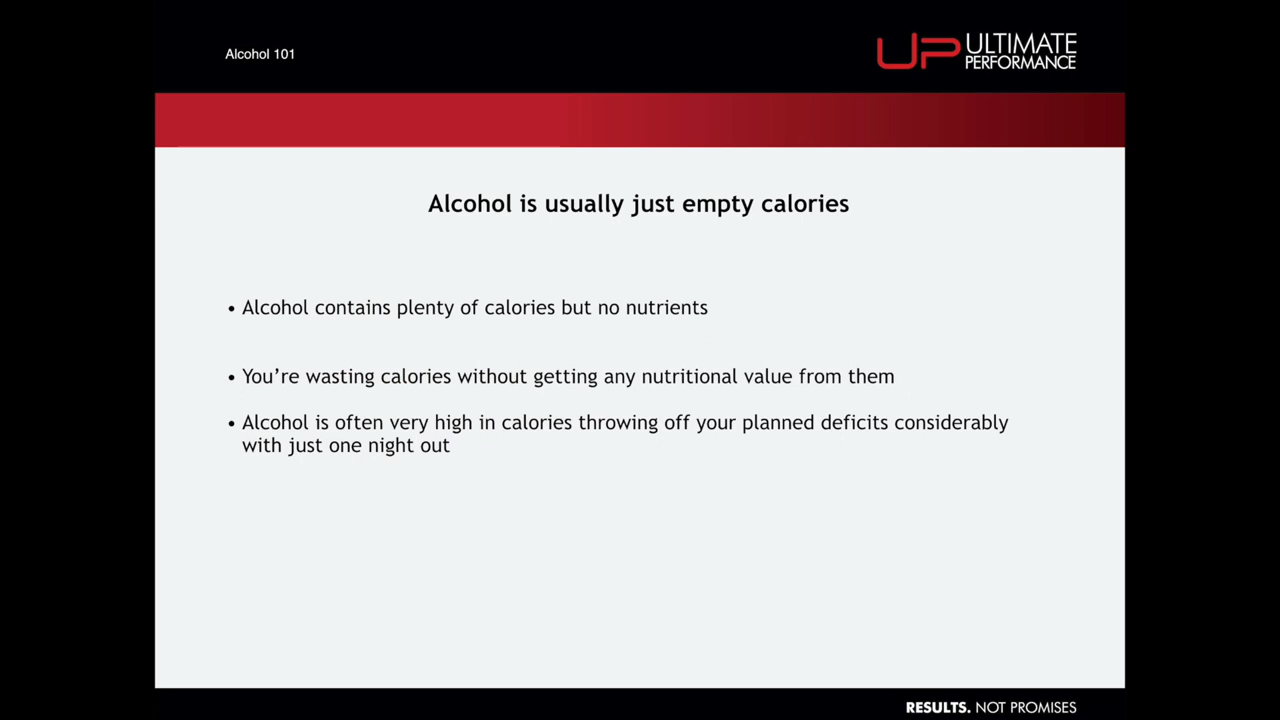 Alcohol 101
UP ULTIMATE
PERFORMANCE
Alcohol is usually just empty calories
• Alcohol contains plenty of calories but no nutrients
• You’re wasting calories without getting any nutritional value from them
• Alcohol is often very high in calories throwing off your planned deficits considerably
with just one night out
RESULTS. NOT PROMISES